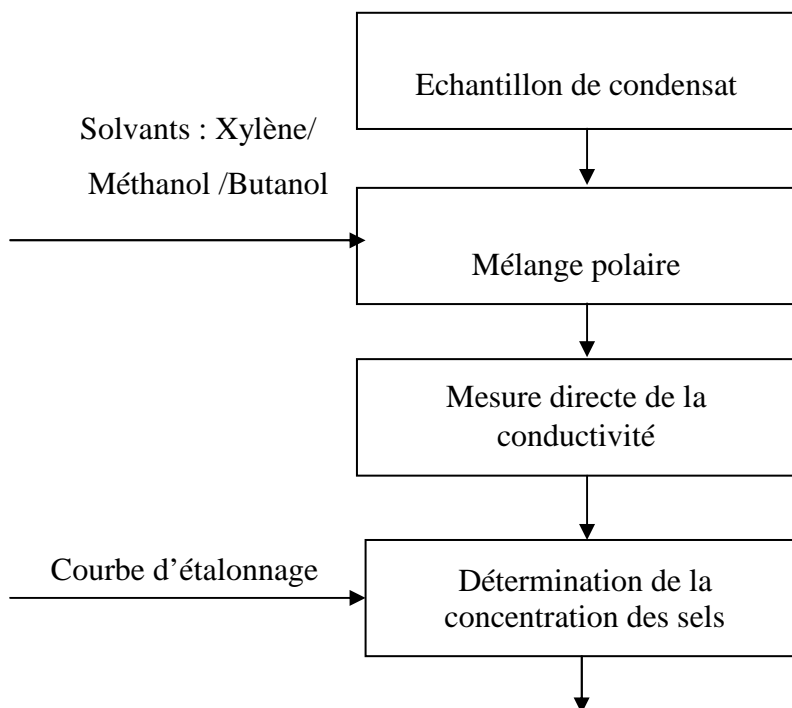 Echantillon de condensat
Solvants : Xylène/
Méthanol /Butanol
Mélange polaire
Mesure directe de la
conductivité
Courbe d’étalonnage
Détermination de la
concentration des sels